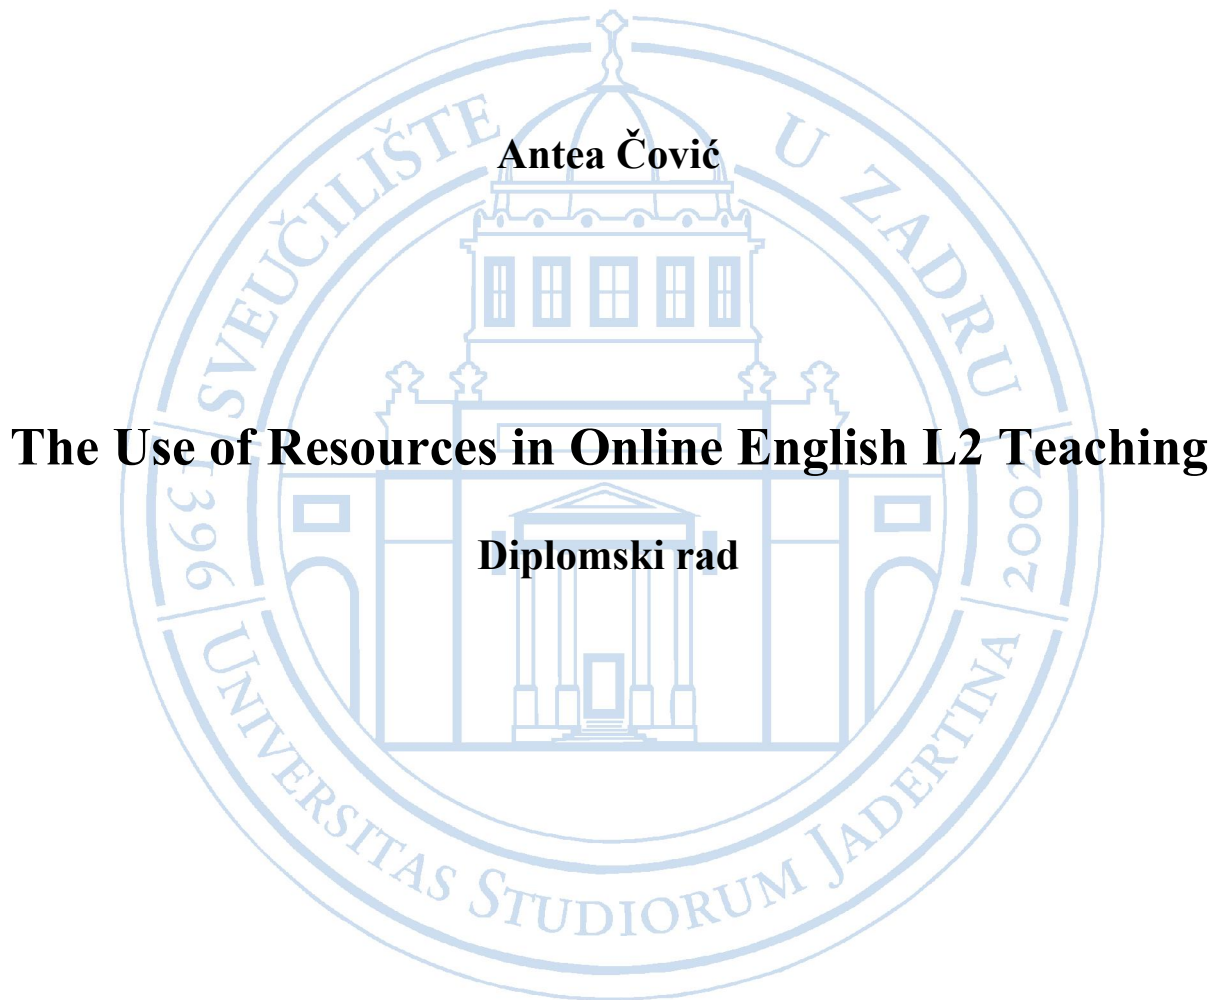 Antea Čović
The Use of Resources in Online English L2 Teaching
Diplomski rad
SVEUČILIŠTE U ZADRU
1396
2002
UNIVERSITAS STUDIORUM JADERTINA